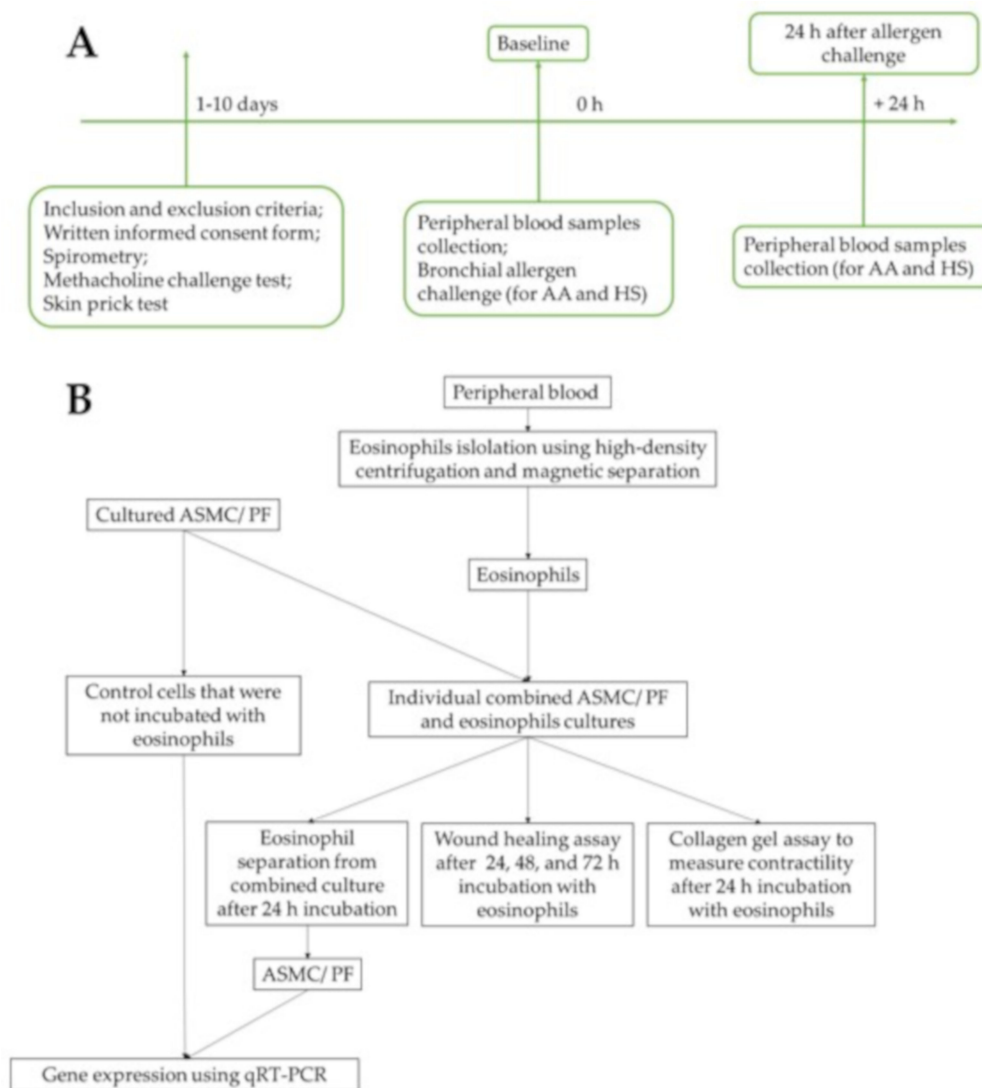 A
Baseline
24 h after allergen
challenge
1-10 days
0 h
+ 24 h
Inclusion and exclusion criteria;
Written informed consent form;
Spirometry;
Methacholine challenge test;
Skin prick test
Peripheral blood samples
collection;
Bronchial allergen
challenge (for AA and HS)
Peripheral blood samples
collection (for AA and HS)
B
Peripheral blood
Eosinophils islolation using high-density
centrifugation and magnetic separation
Cultured ASMC/PF
Eosinophils
Control cells that were
not incubated with
eosinophils
Individual combined ASMC/PF
and eosinophils cultures
Eosinophil
separation from
combined culture
after 24 h incubation
Wound healing assay
after 24, 48, and 72 h
incubation with
eosinophils
Collagen gel assay to
measure contractility
after 24 h incubation
with eosinophils
ASMC/PF
Gene expression using qRT-PCR